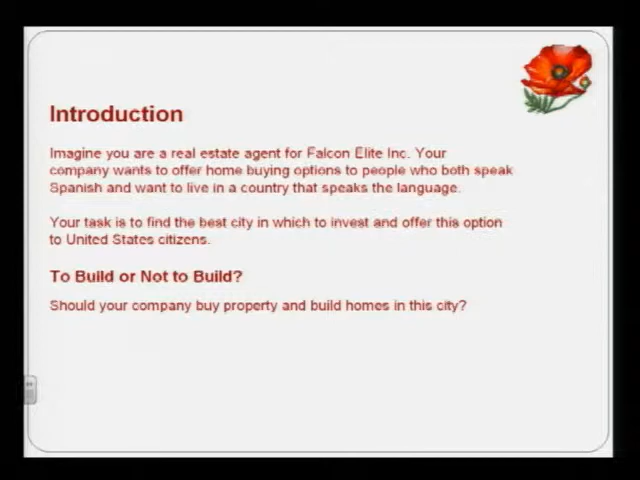 Introduction
Imagine you are a real estate agent for Falcon Elite Inc. Your
company wants to offer home buying options to people who both speak
Spanish and want to live in a country that speaks the language.
Your task is to find the best city in which to invest and offer this option
to United States citizens.
To Build or Not to Build?
Should your company buy property and build homes in this city?